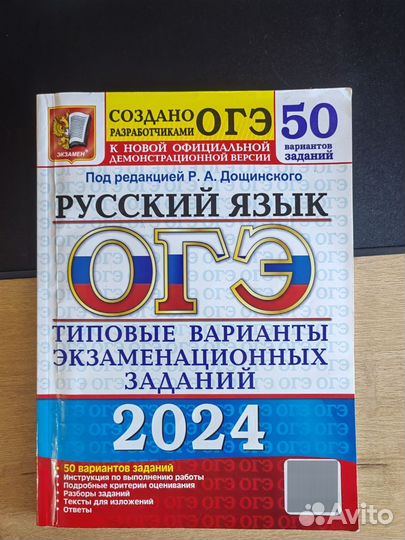 СОЗДАНО
РАЗРАБОТЧИКАМИ
ОГЭ
К НОВОЙ ОФИЦИАЛЬНОЙ
ДЕМОНСТРАЦИОННОЙ ВЕРСИИ
50
вариантов
заданий
ЭКЗАМЕН
Под редакцией Р. А. Дощинского
РУССКИЙ ЯЗЫК
ОГЭ
ТИПОВЫЕ ВАРИАНТЫ
ЭКЗАМЕНАЦИОННЫХ
ЗАДАНИЙ
2024
• 50 вариантов заданий
• Инструкция по выполнению работы
• Подробные критерии оценивания
• Разборы заданий
• Тексты для изложений
• Ответы
Avito